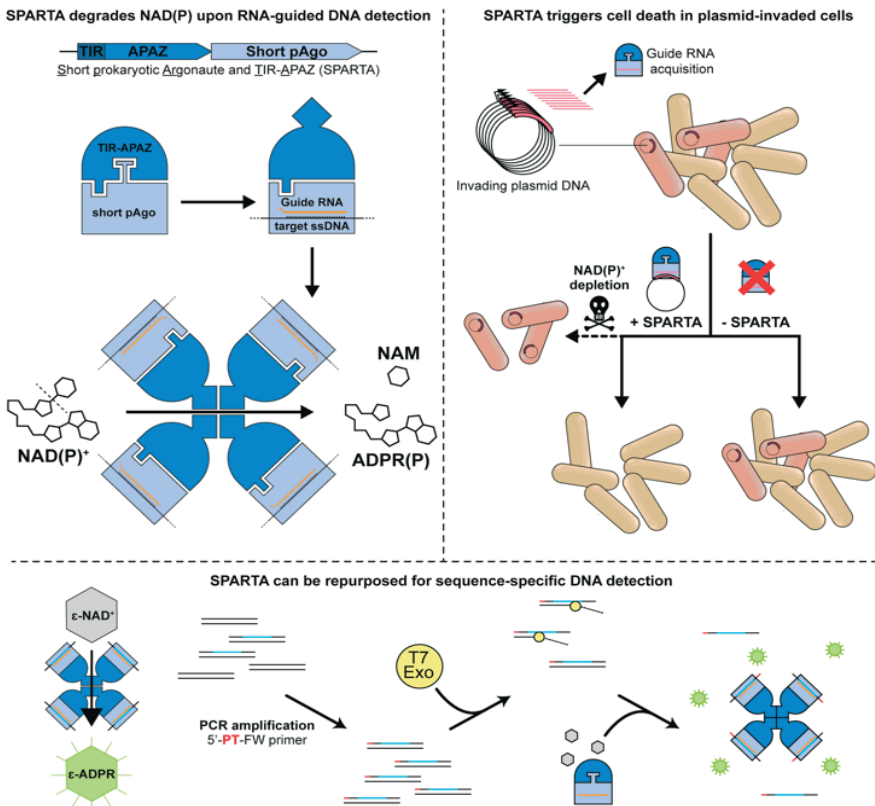 SPARTA degrades NAD(P) upon RNA-guided DNA detection
TIR APAZ Short pAgo
Short prokaryotic Argonaute and TIR-APAZ (SPARTA)
TIR-APAZ
short pAgo
Guide RNA
target ssDNA
NAD(P)⁺
NAM
ADPR(P)
SPARTA triggers cell death in plasmid-invaded cells
Guide RNA
acquisition
Invading plasmid DNA
NAD(P)⁺
depletion
+ SPARTA
- SPARTA
SPARTA can be repurposed for sequence-specific DNA detection
ε-NAD⁺
ε-ADPR
PCR amplification
5'-PT-FW primer
T7
Exo